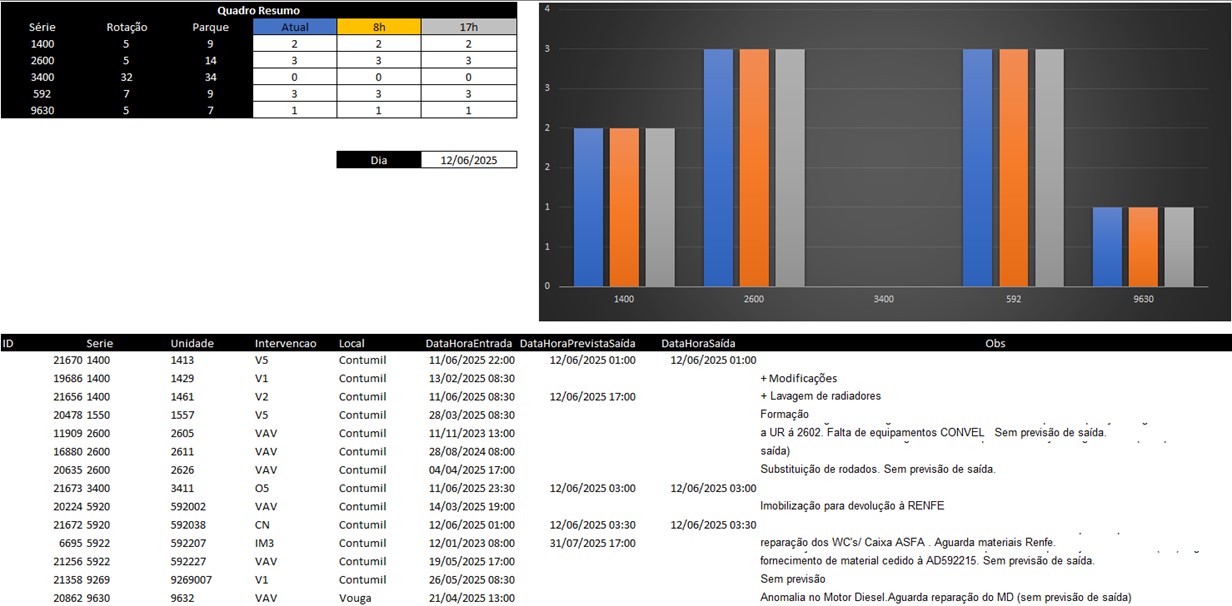 Quadro Resumo
Série Rotação Parque Atual 8h 17h
1400 5 9 2 2 2
2600 5 14 3 3 3
3400 32 34 0 0 0
592 7 9 3 3 3
9630 5 7 1 1 1
Dia 12/06/2025
4
3
3
2
2
1
1
0
1400 2600 3400 592 9630
ID Serie Unidade Intervencao Local DataHoraEntrada DataHoraPrevistaSaída DataHoraSaída Obs
21670 1400 1413 V5 Contumil 11/06/2025 22:00 12/06/2025 01:00 12/06/2025 01:00
19686 1400 1429 V1 Contumil 13/02/2025 08:30 + Modificações
21656 1400 1461 V2 Contumil 11/06/2025 08:30 12/06/2025 17:00 + Lavagem de radiadores
20478 1550 1557 V5 Contumil 28/03/2025 08:30 Formação
11909 2600 2605 VAV Contumil 11/11/2023 13:00 a UR á 2602. Falta de equipamentos CONVEL Sem previsão de saída.
16880 2600 2611 VAV Contumil 28/08/2024 08:00 saída)
20635 2600 2626 VAV Contumil 04/04/2025 17:00 Substituição de rodados. Sem previsão de saída.
21673 3400 3411 O5 Contumil 11/06/2025 23:30 12/06/2025 03:00 12/06/2025 03:00
20224 5920 592002 VAV Contumil 14/03/2025 19:00 Imobilização para devolução à RENFE
21672 5920 592038 CN Contumil 12/06/2025 01:00 12/06/2025 03:30 12/06/2025 03:30
6695 5922 592207 IM3 Contumil 12/01/2023 08:00 31/07/2025 17:00 reparação dos WC's/ Caixa ASFA . Aguarda materiais Renfe.
21256 5922 592227 VAV Contumil 19/05/2025 17:00 fornecimento de material cedido à AD592215. Sem previsão de saída.
21358 9269 9269007 V1 Contumil 26/05/2025 08:30 Sem previsão
20862 9630 9632 VAV Vouga 21/04/2025 13:00 Anomalia no Motor Diesel.Aguarda reparação do MD (sem previsão de saída)